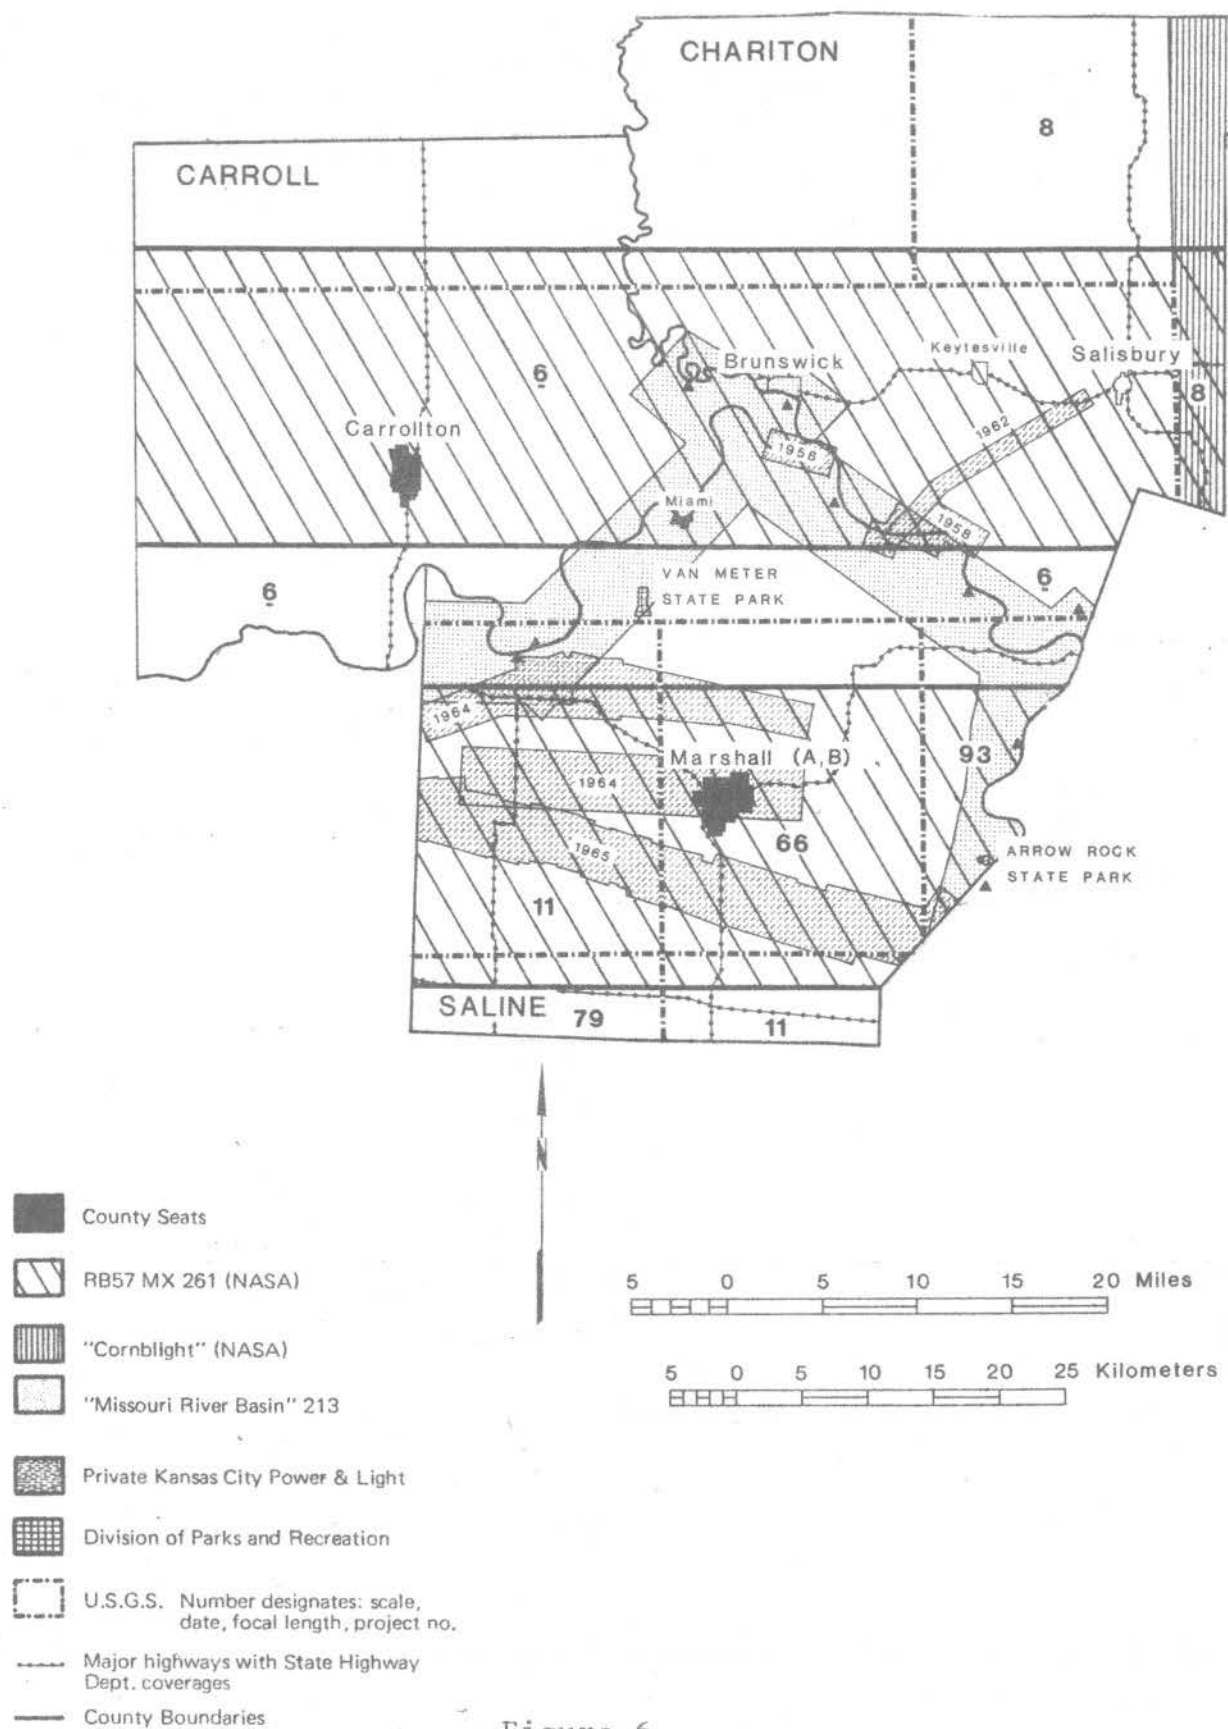 CHARITON
8
CARROLL
Brunswick
Keytesville
Salisbury
6
8
1962
Carrollton
1956
Miami
1958
VAN METER
STATE PARK
6
6
1964
Marshall (A,B)
93
1964
66
1965
ARROW ROCK
STATE PARK
11
SALINE
79
11
N
County Seats
RB57 MX 261 (NASA)
5 0 5 10 15 20 Miles
"Cornblight" (NASA)
5 0 5 10 15 20 25 Kilometers
"Missouri River Basin" 213
Private Kansas City Power & Light
Division of Parks and Recreation
U.S.G.S. Number designates: scale,
date, focal length, project no.
Major highways with State Highway
Dept. coverages
County Boundaries
Figure 6